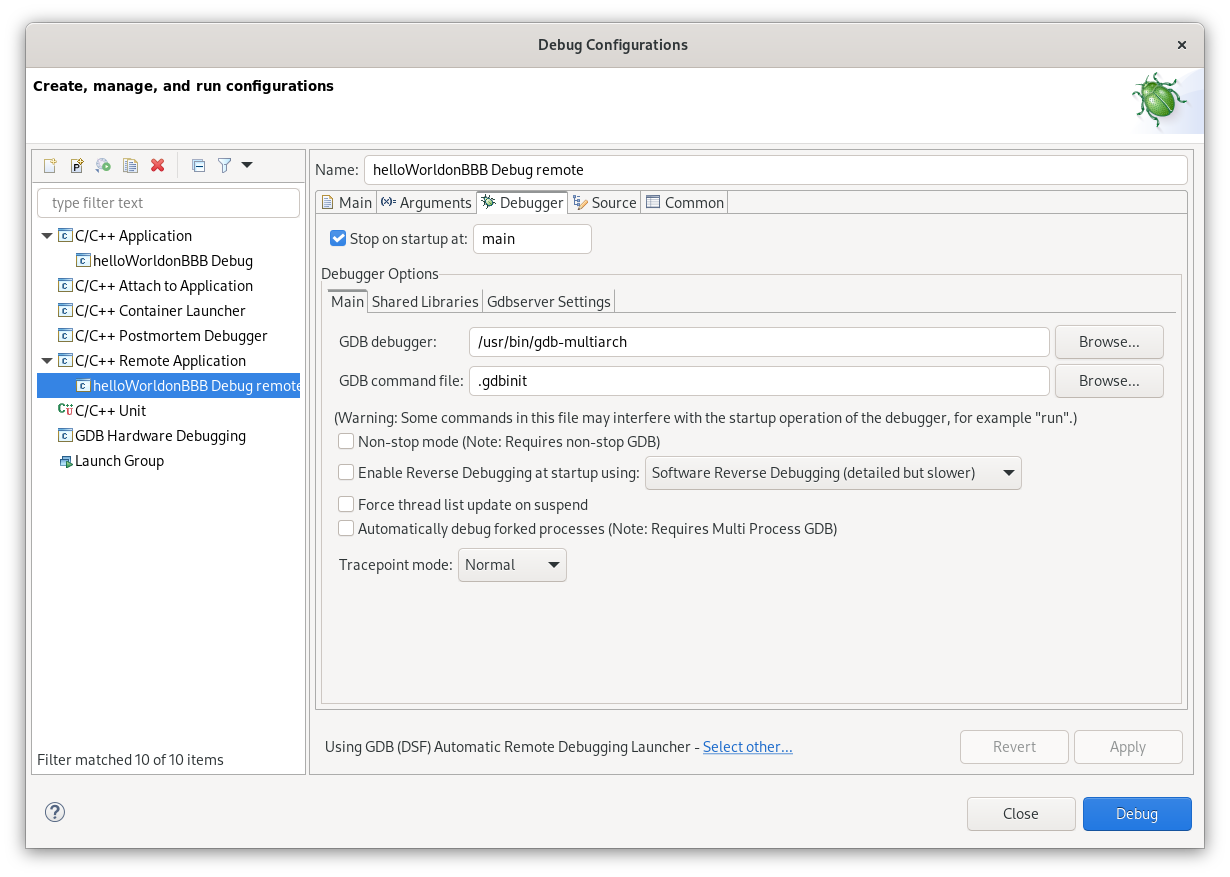 Debug Configurations
Create, manage, and run configurations
type filter text
C/C++ Application
helloWorldonBBB Debug
C/C++ Attach to Application
C/C++ Container Launcher
C/C++ Postmortem Debugger
C/C++ Remote Application
helloWorldonBBB Debug remote
C/C++ Unit
GDB Hardware Debugging
Launch Group
Filter matched 10 of 10 items
Name: helloWorldonBBB Debug remote
Main Arguments Debugger Source Common
Stop on startup at: main
Debugger Options
Main Shared Libraries Gdbserver Settings
GDB debugger: /usr/bin/gdb-multiarch Browse...
GDB command file: .gdbinit Browse...
(Warning: Some commands in this file may interfere with the startup operation of the debugger, for example "run".)
Non-stop mode (Note: Requires non-stop GDB)
Enable Reverse Debugging at startup using: Software Reverse Debugging (detailed but slower)
Force thread list update on suspend
Automatically debug forked processes (Note: Requires Multi Process GDB)
Tracepoint mode: Normal
Using GDB (DSF) Automatic Remote Debugging Launcher - Select other... Revert Apply
? Close Debug